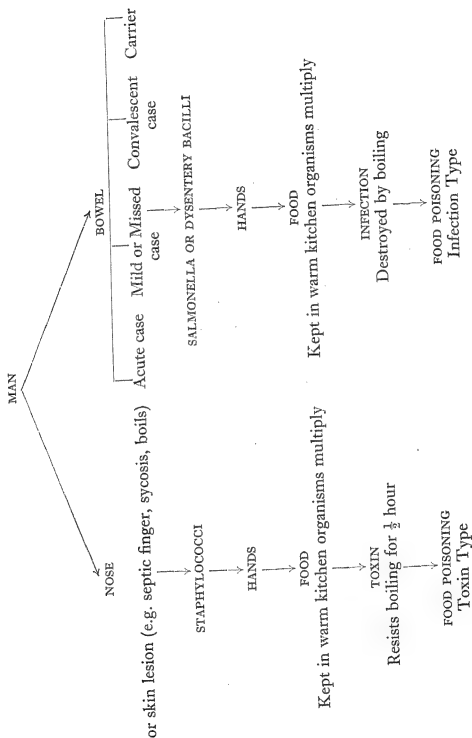 MAN
NOSE
or skin lesion (e.g. septic finger, sycosis, boils)
STAPHYLOCOCCI
HANDS
FOOD
Kept in warm kitchen organisms multiply
TOXIN
Resists boiling for ½ hour
FOOD POISONING
Toxin Type
BOWEL
Acute case Mild or Missed Convalescent Carrier
case case
SALMONELLA OR DYSENTERY BACILLI
HANDS
FOOD
Kept in warm kitchen organisms multiply
INFECTION
Destroyed by boiling
FOOD POISONING
Infection Type